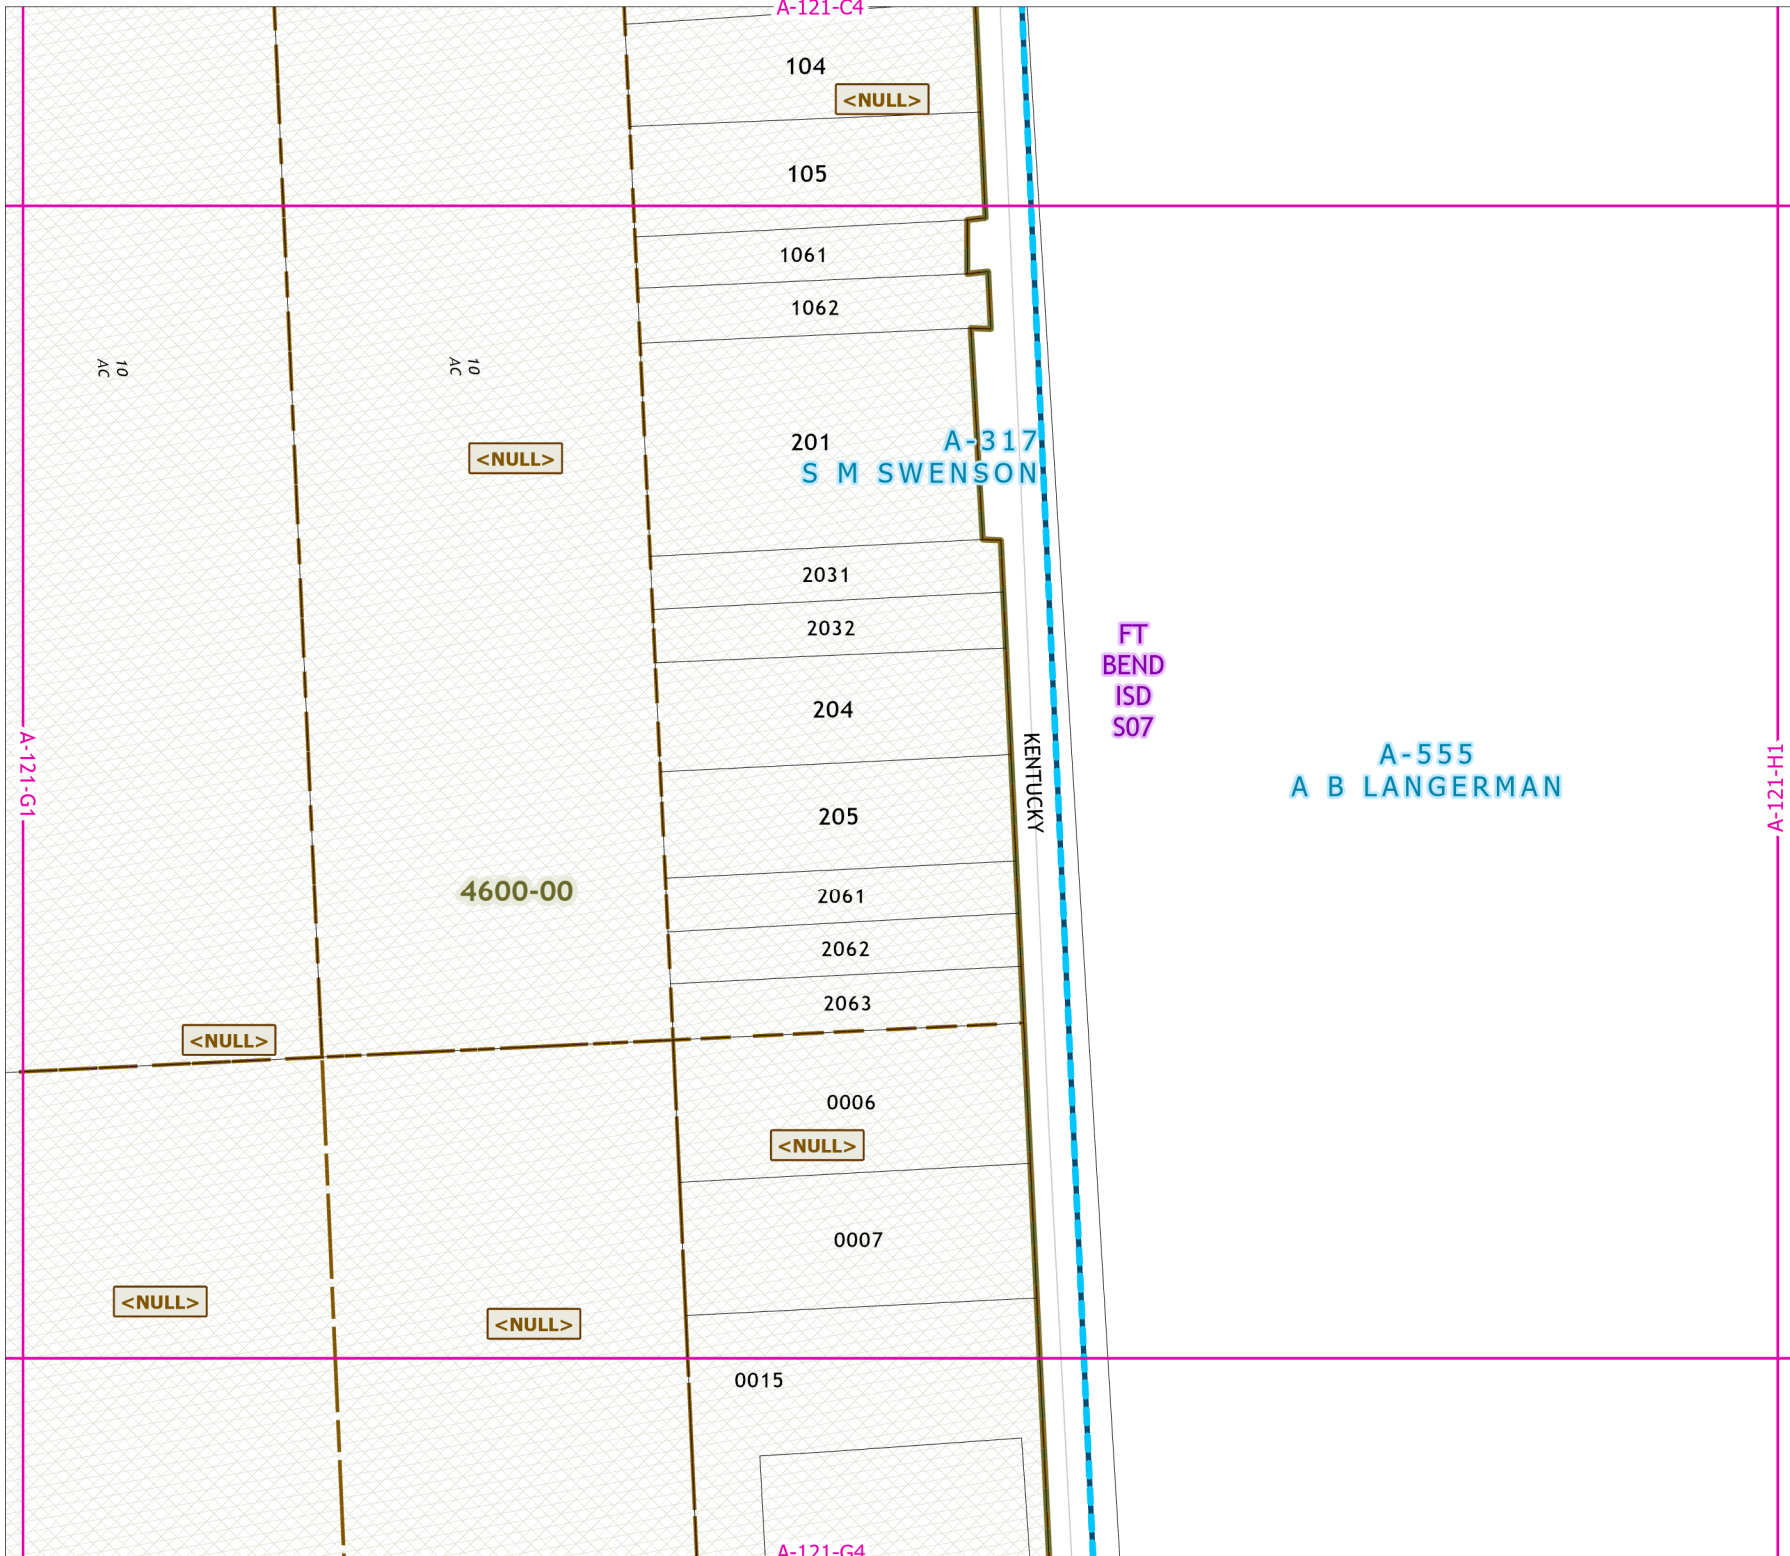 A-121-C4
104
<NULL>
105
1061
1062
10
AC
10
AC
<NULL>
201
A-317
S M SWENSON
2031
2032
FT
BEND
ISD
S07
204
A-121-G1
KENTUCKY
A-555
A B LANGERMAN
A-121-H1
205
4600-00
2061
2062
2063
<NULL>
0006
<NULL>
0007
<NULL>
<NULL>
0015
A-121-G4